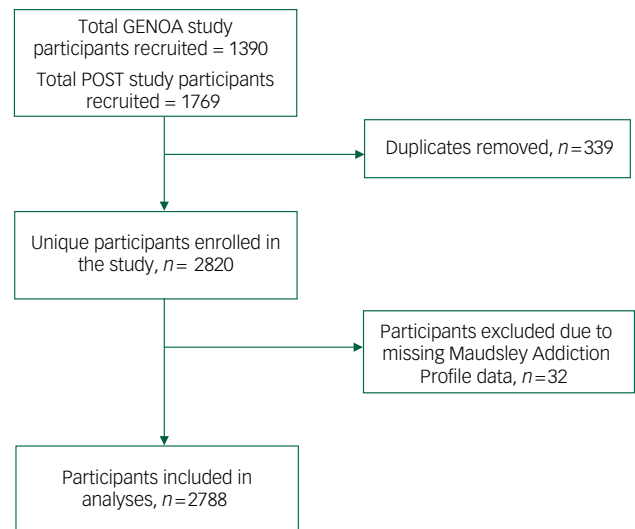 Total GENOA study
participants recruited = 1390
Total POST study participants
recruited = 1769
Duplicates removed, n=339
Unique participants enrolled in
the study, n= 2820
Participants excluded due to
missing Maudsley Addiction
Profile data, n=32
Participants included in
analyses, n=2788